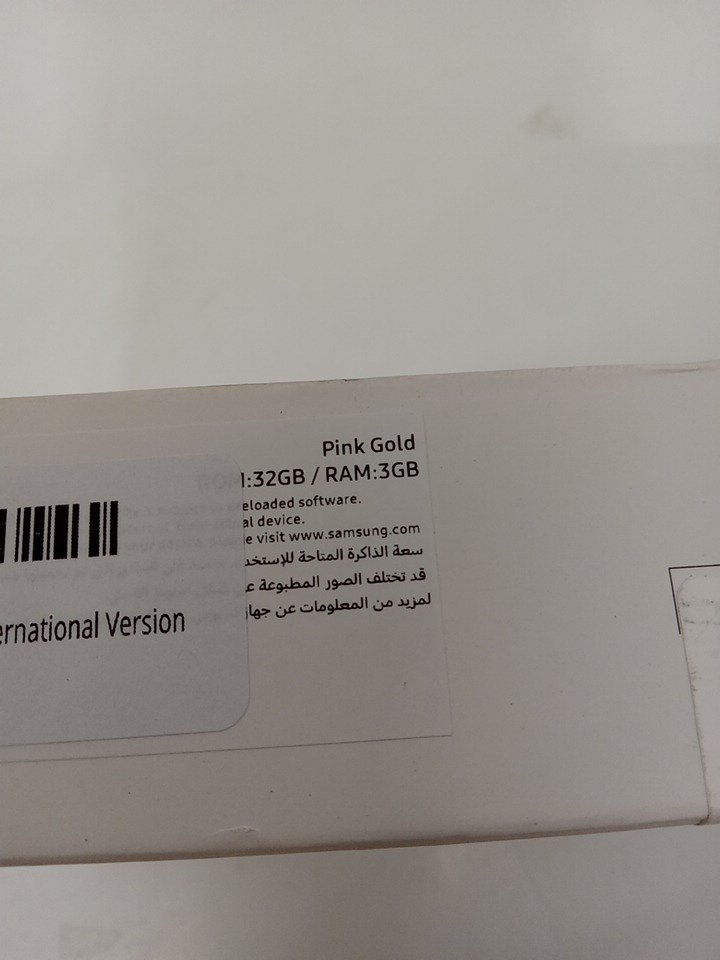 Pink Gold
:32GB / RAM:3GB
eloaded software.
al device.
e visit www.samsung.com
سعة الذاكرة المتاحة للإستخد
قد تختلف الصور المطبوعة ع
لمزيد من المعلومات عن جها
ernational Version